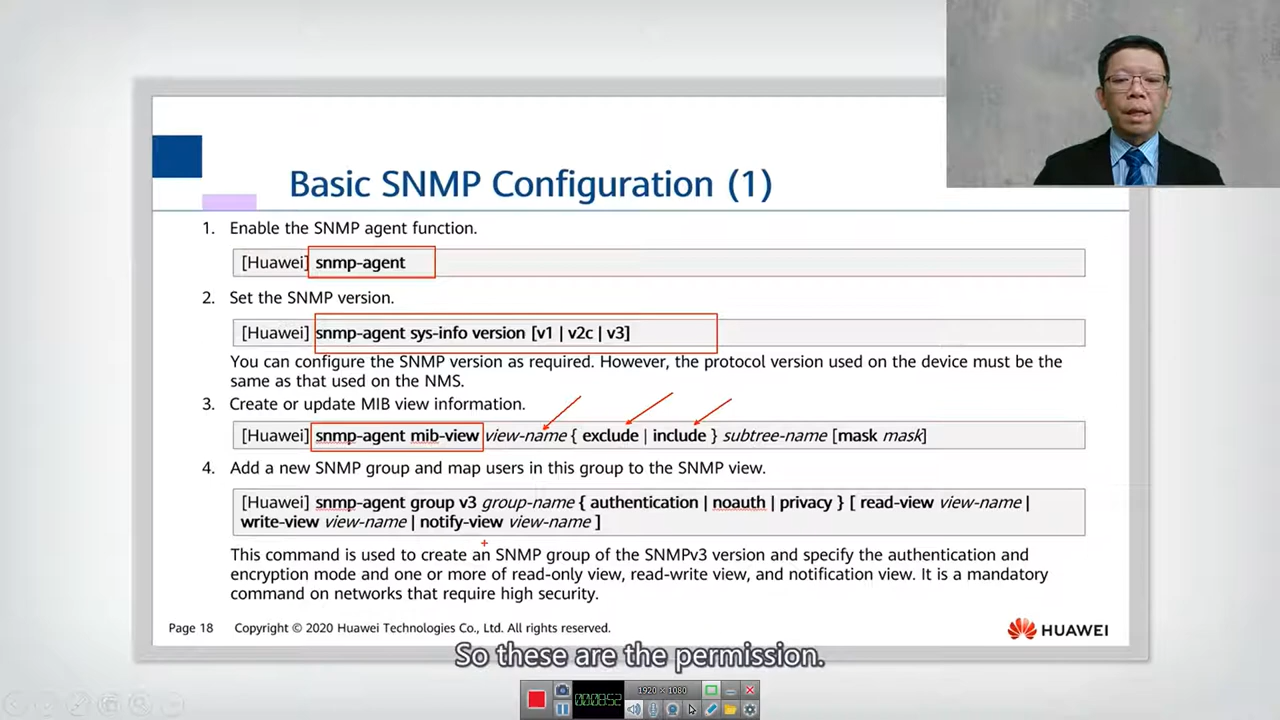 Basic SNMP Configuration (1)
1. Enable the SNMP agent function.
[Huawei] snmp-agent
2. Set the SNMP version.
[Huawei] snmp-agent sys-info version [v1 | v2c | v3]
You can configure the SNMP version as required. However, the protocol version used on the device must be the
same as that used on the NMS.
3. Create or update MIB view information.
[Huawei] snmp-agent mib-view view-name { exclude | include } subtree-name [mask mask]
4. Add a new SNMP group and map users in this group to the SNMP view.
[Huawei] snmp-agent group v3 group-name { authentication | noauth | privacy } [ read-view view-name |
write-view view-name | notify-view view-name ]
This command is used to create an SNMP group of the SNMPv3 version and specify the authentication and
encryption mode and one or more of read-only view, read-write view, and notification view. It is a mandatory
command on networks that require high security.
Page 18 Copyright © 2020 Huawei Technologies Co., Ltd. All rights reserved.
HUAWEI
So these are the permission.
00:08:52 1920 × 1080